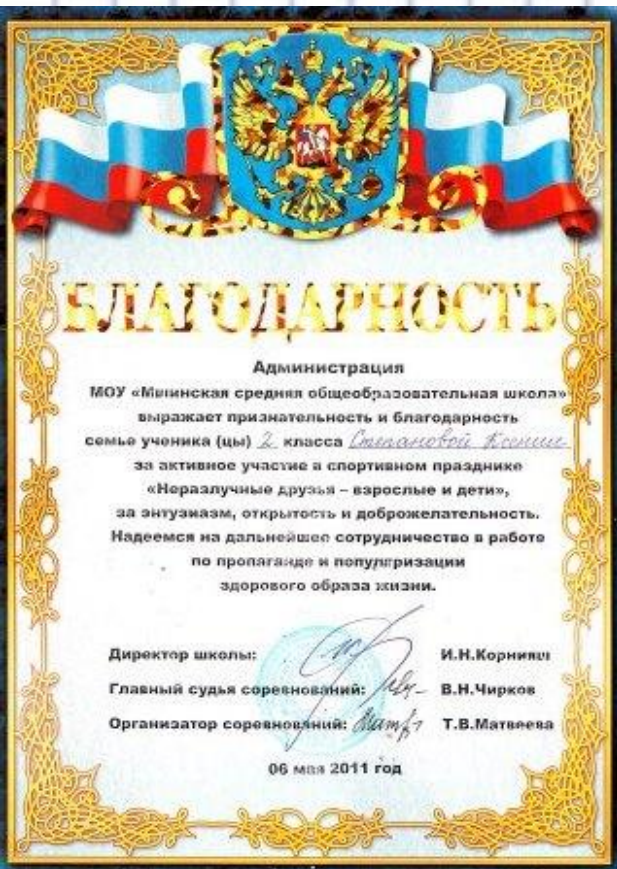 БЛАГОДАРНОСТЬ
Администрация
МОУ «Мшинская средняя общеобразовательная школа»
выражает признательность и благодарность
семье ученика (цы) 2 класса Степановой Ксении
за активное участие в спортивном празднике
«Неразлучные друзья – взрослые и дети»,
за энтузиазм, открытость и доброжелательность.
Надеемся на дальнейшее сотрудничество в работе
по пропаганде и популяризации
здорового образа жизни.
Директор школы: И.Н.Корнияш
Главный судья соревнований: В.Н.Чирков
Организатор соревнований: Т.В.Матвеева
06 мая 2011 год